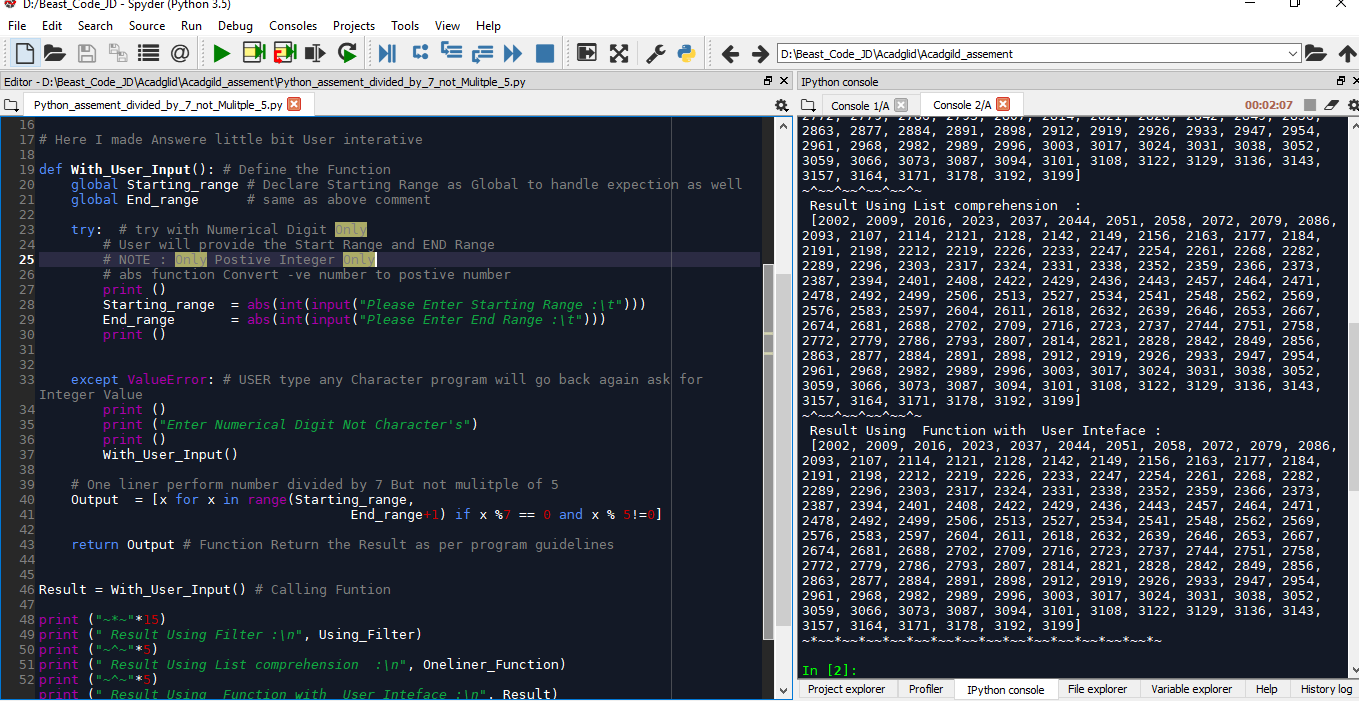 D:/Beast_Code_JD - Spyder (Python 3.5)
File Edit Search Source Run Debug Consoles Projects Tools View Help
D:\Beast_Code_JD\Acadglid\Acadgild_assement
Editor - D:\Beast_Code_JD\Acadglid\Acadgild_assement\Python_assement_divided_by_7_not_Mulitple_5.py
Python_assement_divided_by_7_not_Mulitple_5.py
16
17 # Here I made Answere little bit User interative
18
19 def With_User_Input(): # Define the Function
20 global Starting_range # Declare Starting Range as Global to handle expection as well
21 global End_range # same as above comment
22
23 try: # try with Numerical Digit Only
24 # User will provide the Start Range and END Range
25 # NOTE : Only Postive Integer Only
26 # abs function Convert -ve number to postive number
27 print ()
28 Starting_range = abs(int(input("Please Enter Starting Range :\t")))
29 End_range = abs(int(input("Please Enter End Range :\t")))
30 print ()
31
32
33 except ValueError: # USER type any Character program will go back again ask for
Integer Value
34 print ()
35 print ("Enter Numerical Digit Not Character's")
36 print ()
37 With_User_Input()
38
39 # One liner perform number divided by 7 But not mulitple of 5
40 Output = [x for x in range(Starting_range,
41 End_range+1) if x %7 == 0 and x % 5!=0]
42
43 return Output # Function Return the Result as per program guidelines
44
45
46 Result = With_User_Input() # Calling Funtion
47
48 print ("~*~"*15)
49 print (" Result Using Filter :\n", Using_Filter)
50 print ("~^~"*5)
51 print (" Result Using List comprehension  :\n", Oneliner_Function)
52 print ("~^~"*5)
print (" Result Using  Function with  User Inteface :\n", Result)
IPython console
Console 1/A Console 2/A 00:02:07
2772, 2779, 2786, 2793, 2807, 2814, 2821, 2828, 2842, 2849, 2856,
2863, 2877, 2884, 2891, 2898, 2912, 2919, 2926, 2933, 2947, 2954,
2961, 2968, 2982, 2989, 2996, 3003, 3017, 3024, 3031, 3038, 3052,
3059, 3066, 3073, 3087, 3094, 3101, 3108, 3122, 3129, 3136, 3143,
3157, 3164, 3171, 3178, 3192, 3199]
~^~~^~~^~~^~~^~
Result Using List comprehension  :
[2002, 2009, 2016, 2023, 2037, 2044, 2051, 2058, 2072, 2079, 2086,
2093, 2107, 2114, 2121, 2128, 2142, 2149, 2156, 2163, 2177, 2184,
2191, 2198, 2212, 2219, 2226, 2233, 2247, 2254, 2261, 2268, 2282,
2289, 2296, 2303, 2317, 2324, 2331, 2338, 2352, 2359, 2366, 2373,
2387, 2394, 2401, 2408, 2422, 2429, 2436, 2443, 2457, 2464, 2471,
2478, 2492, 2499, 2506, 2513, 2527, 2534, 2541, 2548, 2562, 2569,
2576, 2583, 2597, 2604, 2611, 2618, 2632, 2639, 2646, 2653, 2667,
2674, 2681, 2688, 2702, 2709, 2716, 2723, 2737, 2744, 2751, 2758,
2772, 2779, 2786, 2793, 2807, 2814, 2821, 2828, 2842, 2849, 2856,
2863, 2877, 2884, 2891, 2898, 2912, 2919, 2926, 2933, 2947, 2954,
2961, 2968, 2982, 2989, 2996, 3003, 3017, 3024, 3031, 3038, 3052,
3059, 3066, 3073, 3087, 3094, 3101, 3108, 3122, 3129, 3136, 3143,
3157, 3164, 3171, 3178, 3192, 3199]
~^~~^~~^~~^~~^~
Result Using  Function with  User Inteface :
[2002, 2009, 2016, 2023, 2037, 2044, 2051, 2058, 2072, 2079, 2086,
2093, 2107, 2114, 2121, 2128, 2142, 2149, 2156, 2163, 2177, 2184,
2191, 2198, 2212, 2219, 2226, 2233, 2247, 2254, 2261, 2268, 2282,
2289, 2296, 2303, 2317, 2324, 2331, 2338, 2352, 2359, 2366, 2373,
2387, 2394, 2401, 2408, 2422, 2429, 2436, 2443, 2457, 2464, 2471,
2478, 2492, 2499, 2506, 2513, 2527, 2534, 2541, 2548, 2562, 2569,
2576, 2583, 2597, 2604, 2611, 2618, 2632, 2639, 2646, 2653, 2667,
2674, 2681, 2688, 2702, 2709, 2716, 2723, 2737, 2744, 2751, 2758,
2772, 2779, 2786, 2793, 2807, 2814, 2821, 2828, 2842, 2849, 2856,
2863, 2877, 2884, 2891, 2898, 2912, 2919, 2926, 2933, 2947, 2954,
2961, 2968, 2982, 2989, 2996, 3003, 3017, 3024, 3031, 3038, 3052,
3059, 3066, 3073, 3087, 3094, 3101, 3108, 3122, 3129, 3136, 3143,
3157, 3164, 3171, 3178, 3192, 3199]
~*~~*~~*~~*~~*~~*~~*~~*~~*~~*~~*~~*~~*~~*~~*~
In [2]:
Project explorer Profiler IPython console File explorer Variable explorer Help History log